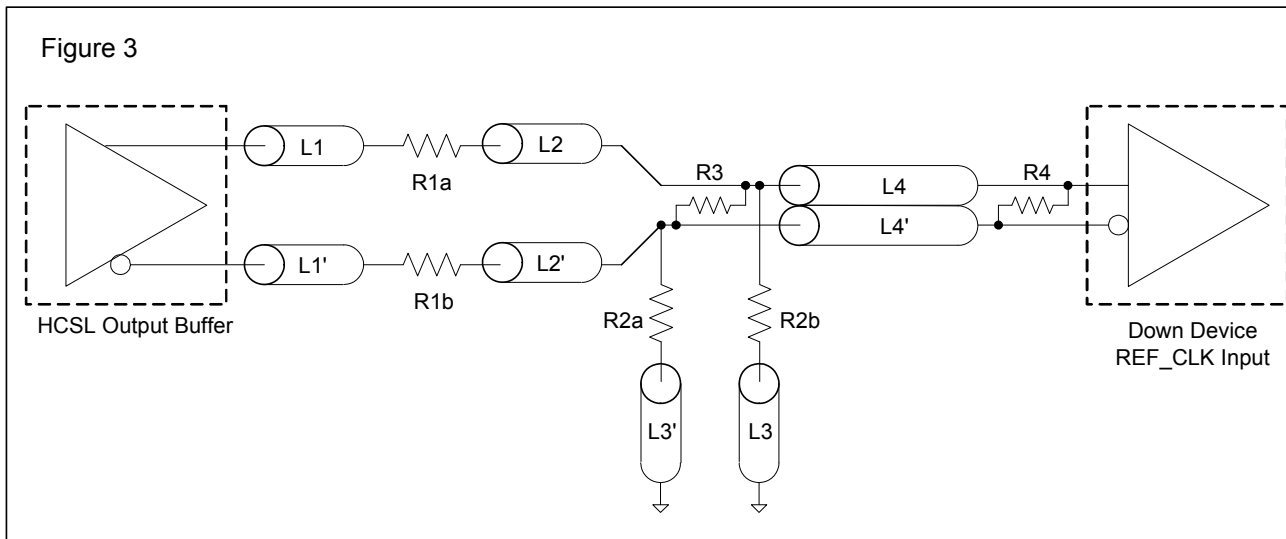 Figure 3
L1
R1a
L2
R3
L4
R4
L1'
R1b
L2'
L4'
HCSL Output Buffer
R2a
R2b
Down Device
REF_CLK Input
L3'
L3